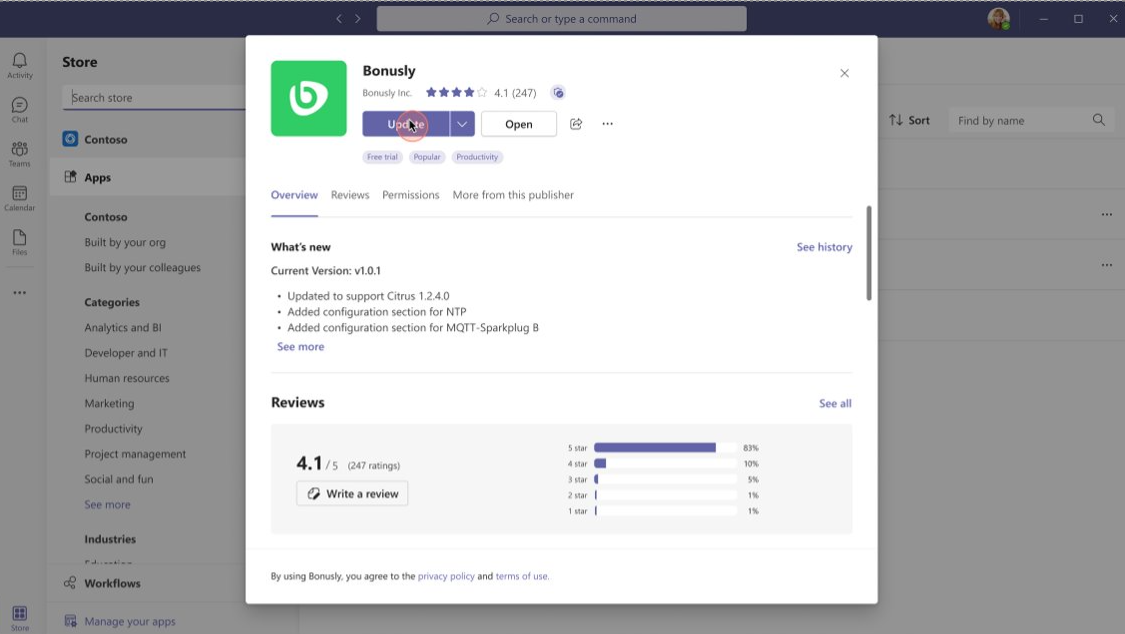 Search or type a command
Activity
Chat
Teams
Calendar
Files
Store
Store
Search store
Contoso
Apps
Contoso
Built by your org
Built by your colleagues
Categories
Analytics and BI
Developer and IT
Human resources
Marketing
Productivity
Project management
Social and fun
See more
Industries
Education
Workflows
Manage your apps
Bonusly
Bonusly Inc.
4.1 (247)
Update
Open
Free trial
Popular
Productivity
Overview
Reviews
Permissions
More from this publisher
What's new
See history
Current Version: v1.0.1
• Updated to support Citrus 1.2.4.0
• Added configuration section for NTP
• Added configuration section for MQTT-Sparkplug B
See more
Reviews
See all
4.1 / 5 (247 ratings)
Write a review
5 star 83%
4 star 10%
3 star 5%
2 star 1%
1 star 1%
By using Bonusly, you agree to the privacy policy and terms of use.
Sort
Find by name